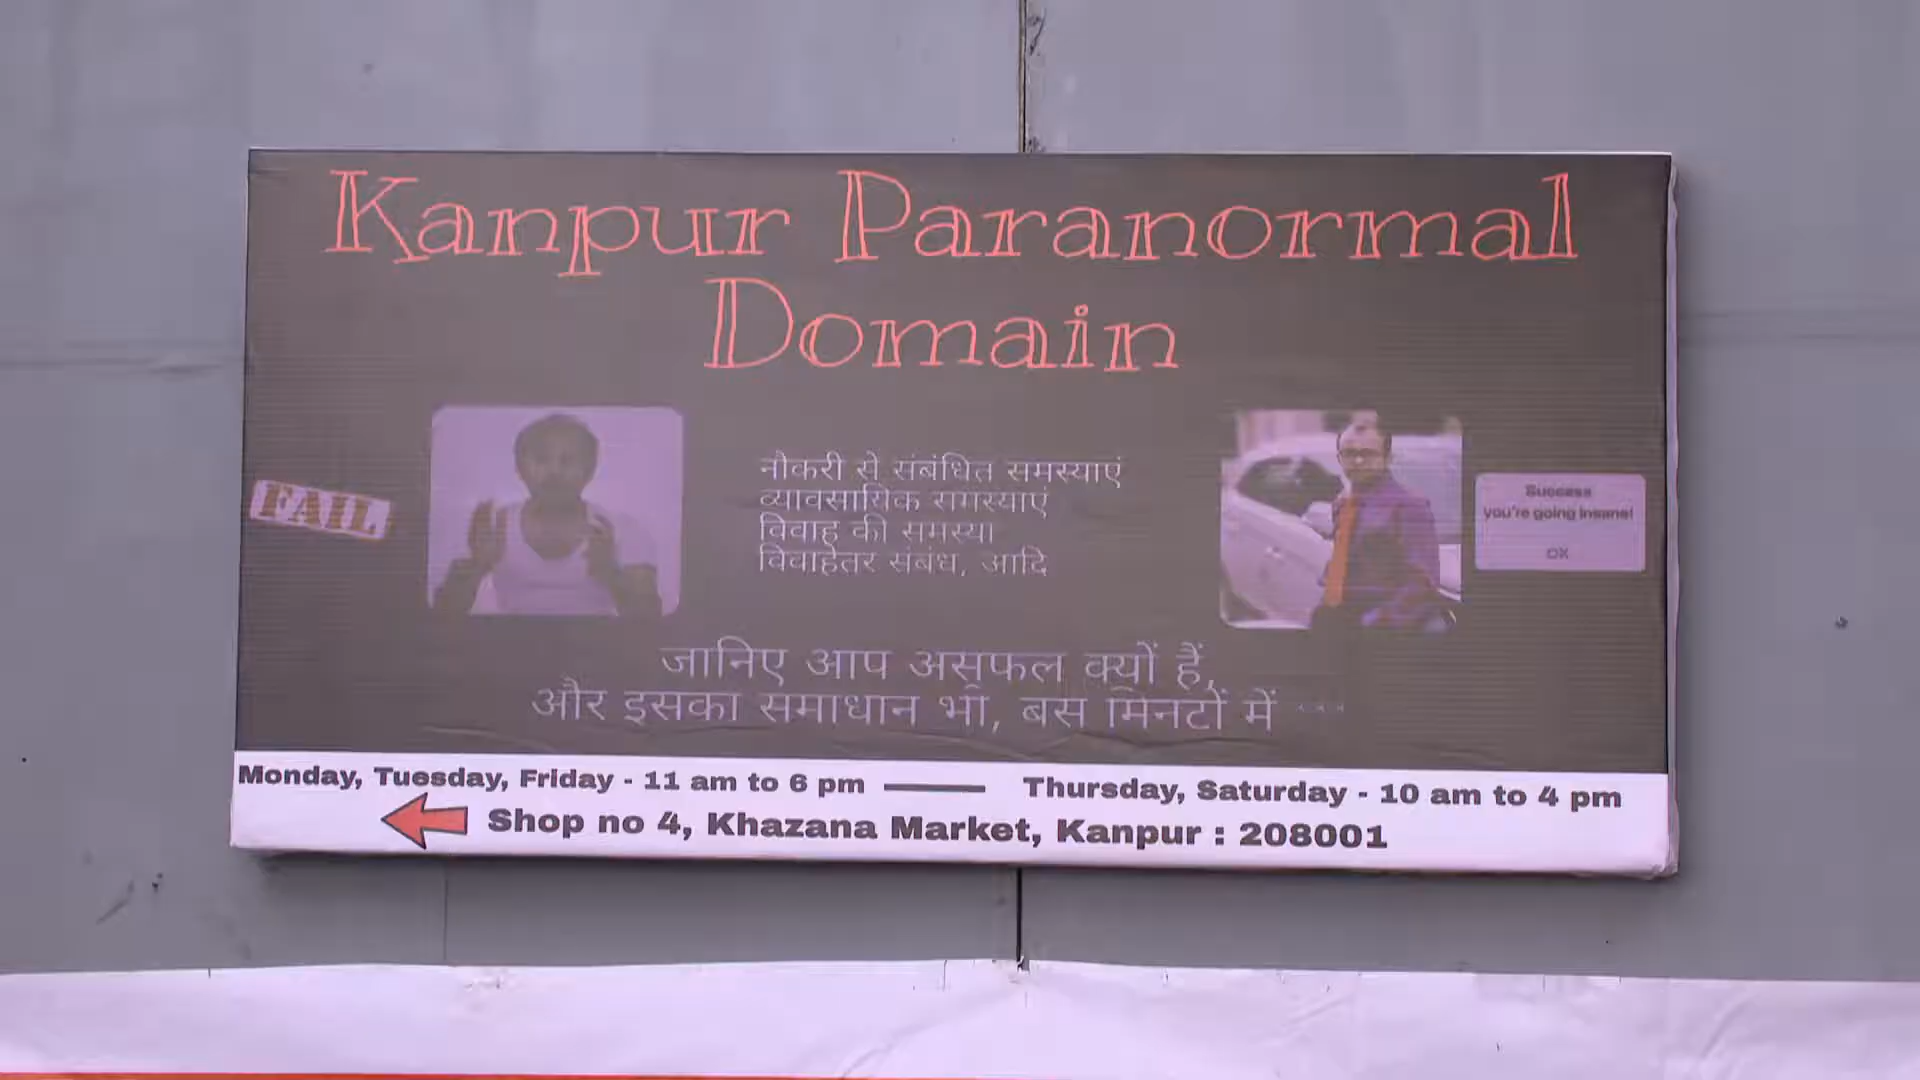 Kanpur Paranormal
Domain
FAIL
नौकरी से संबंधित समस्याएं
व्यावसायिक समस्याएं
विवाह की समस्या
विवाहेतर संबंध, आदि
Success
you're going insane!
OK
जानिए आप असफल क्यों हैं,
और इसका समाधान भी, बस मिनटों में
Monday, Tuesday, Friday - 11 am to 6 pm —— Thursday, Saturday - 10 am to 4 pm
Shop no 4, Khazana Market, Kanpur : 208001